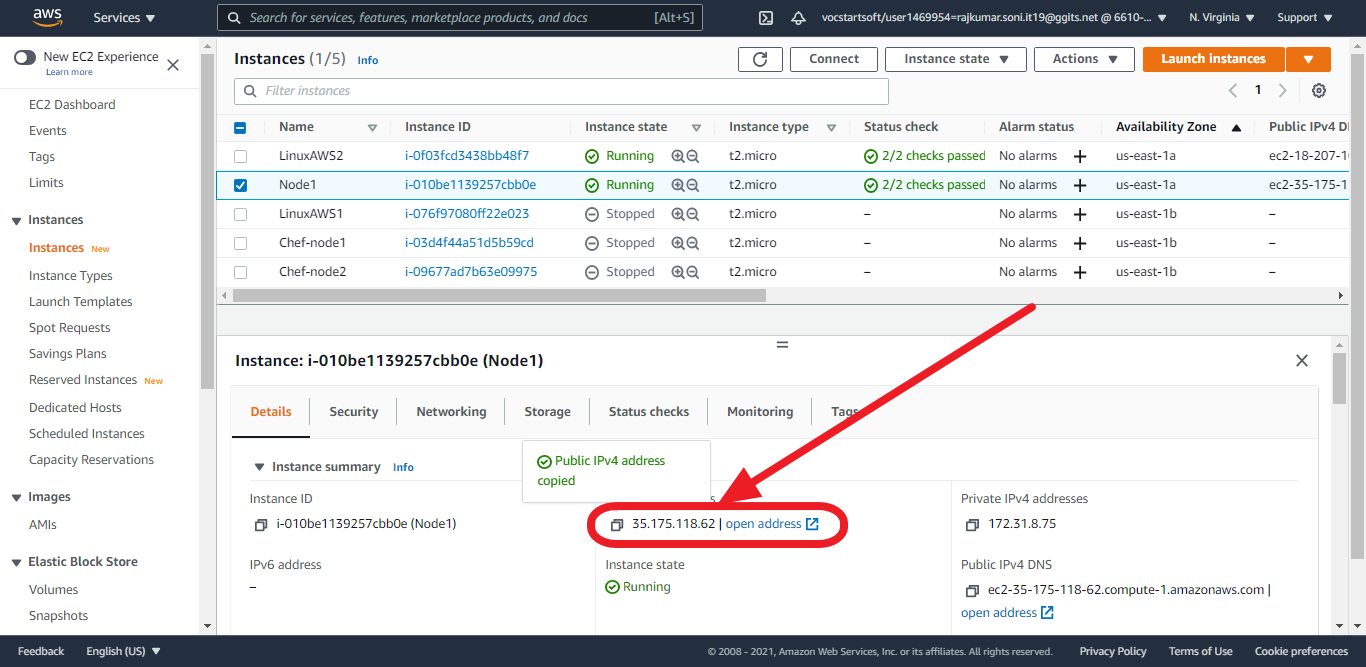 aws Services Search for services, features, marketplace products, and docs [Alt+S] vocstartsoft/user1469954=rajkumar.soni.it19@ggits.net @ 6610-... N. Virginia Support
New EC2 Experience
Learn more
EC2 Dashboard
Events
Tags
Limits
Instances
Instances New
Instance Types
Launch Templates
Spot Requests
Savings Plans
Reserved Instances New
Dedicated Hosts
Scheduled Instances
Capacity Reservations
Images
AMIs
Elastic Block Store
Volumes
Snapshots
Instances (1/5) Info Connect Instance state Actions Launch instances
Filter instances 1
Name Instance ID Instance state Instance type Status check Alarm status Availability Zone Public IPv4 D
LinuxAWS2 i-0f03fcd3438bb48f7 Running t2.micro 2/2 checks passed No alarms + us-east-1a ec2-18-207-1
Node1 i-010be1139257cbb0e Running t2.micro 2/2 checks passed No alarms + us-east-1a ec2-35-175-1
LinuxAWS1 i-076f97080ff22e023 Stopped t2.micro – No alarms + us-east-1b –
Chef-node1 i-03d4f44a51d5b59cd Stopped t2.micro – No alarms + us-east-1b –
Chef-node2 i-09677ad7b63e09975 Stopped t2.micro – No alarms + us-east-1b –
Instance: i-010be1139257cbb0e (Node1)
Details Security Networking Storage Status checks Monitoring Tags
Instance summary Info
Public IPv4 address
copied
Instance ID
i-010be1139257cbb0e (Node1)
35.175.118.62 | open address
Private IPv4 addresses
172.31.8.75
IPv6 address
–
Instance state
Running
Public IPv4 DNS
ec2-35-175-118-62.compute-1.amazonaws.com |
open address
Feedback English (US) © 2008 - 2021, Amazon Web Services, Inc. or its affiliates. All rights reserved. Privacy Policy Terms of Use Cookie preferences